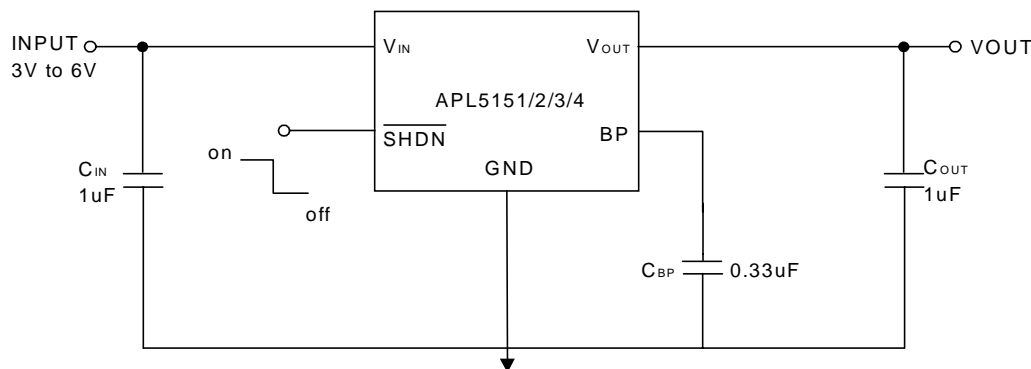 INPUT
3V to 6V
VIN
VOUT
VOUT
APL5151/2/3/4
SHDN
BP
GND
on
off
CIN
1uF
COUT
1uF
CBP
0.33uF